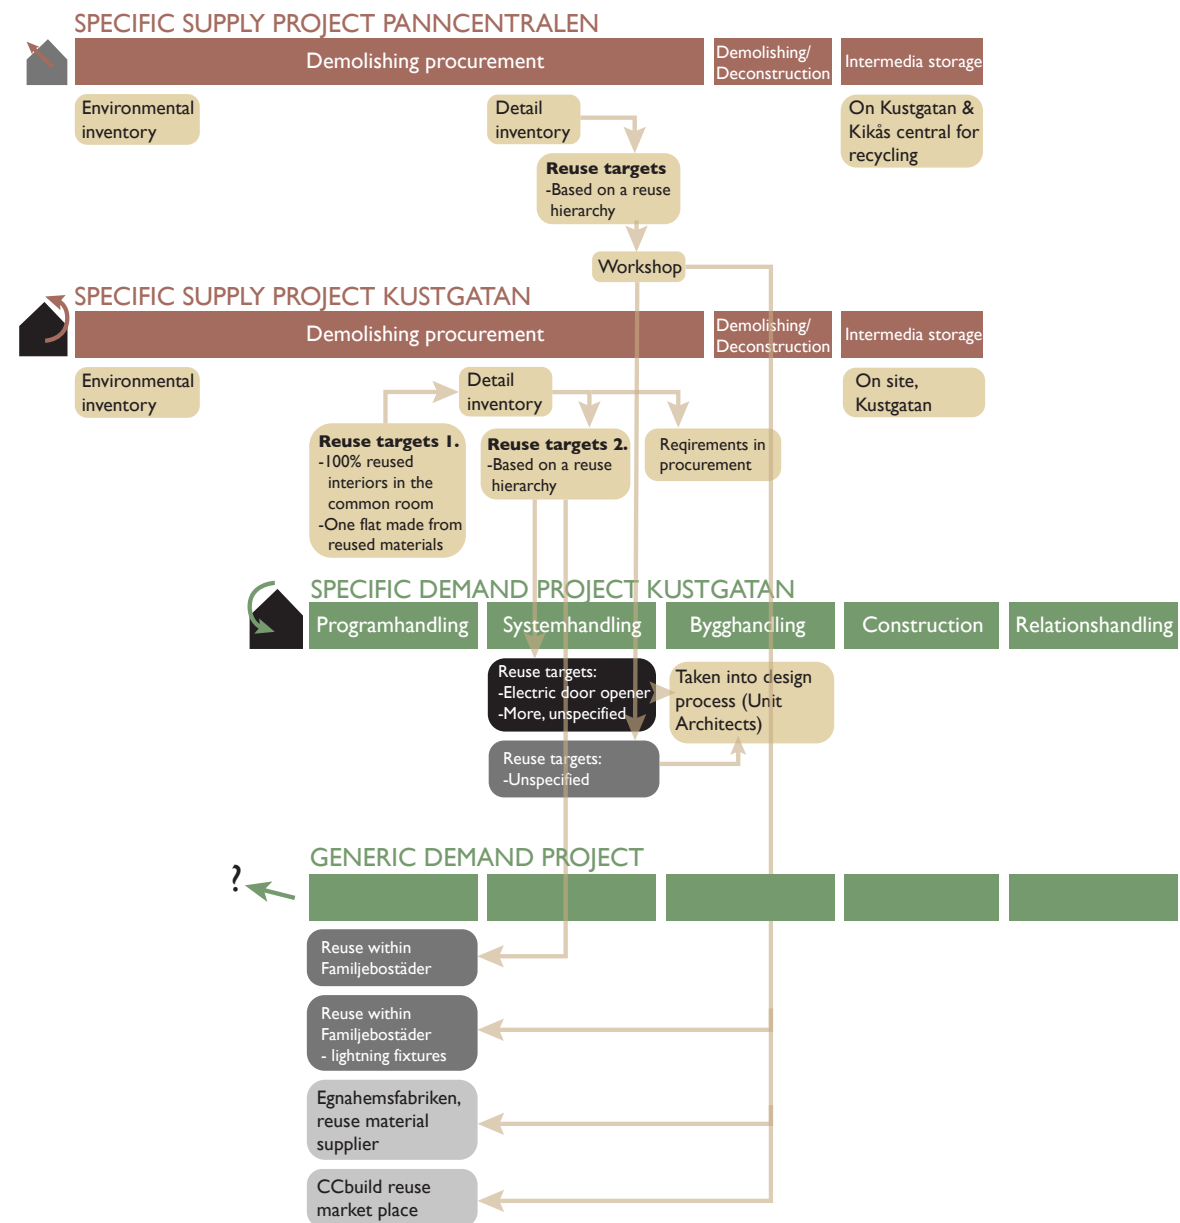 SPECIFIC SUPPLY PROJECT PANNCENTRALEN
Demolishing procurement
Demolishing/
Deconstruction
Intermedia storage
Environmental
inventory
Detail
inventory
On Kustgatan &
Kikås central for
recycling
Reuse targets
-Based on a reuse
hierarchy
Workshop
SPECIFIC SUPPLY PROJECT KUSTGATAN
Demolishing procurement
Demolishing/
Deconstruction
Intermedia storage
Environmental
inventory
Detail
inventory
On site,
Kustgatan
Reuse targets 1.
-100% reused
interiors in the
common room
-One flat made from
reused materials
Reuse targets 2.
-Based on a reuse
hierarchy
Reqirements in
procurement
SPECIFIC DEMAND PROJECT KUSTGATAN
Programhandling
Systemhandling
Bygghandling
Construction
Relationshandling
Reuse targets:
-Electric door opener
-More, unspecified
Taken into design
process (Unit
Architects)
Reuse targets:
-Unspecified
GENERIC DEMAND PROJECT
?
Reuse within
Familjebostäder
Reuse within
Familjebostäder
- lightning fixtures
Egnahemsfabriken,
reuse material
supplier
CCbuild reuse
market place